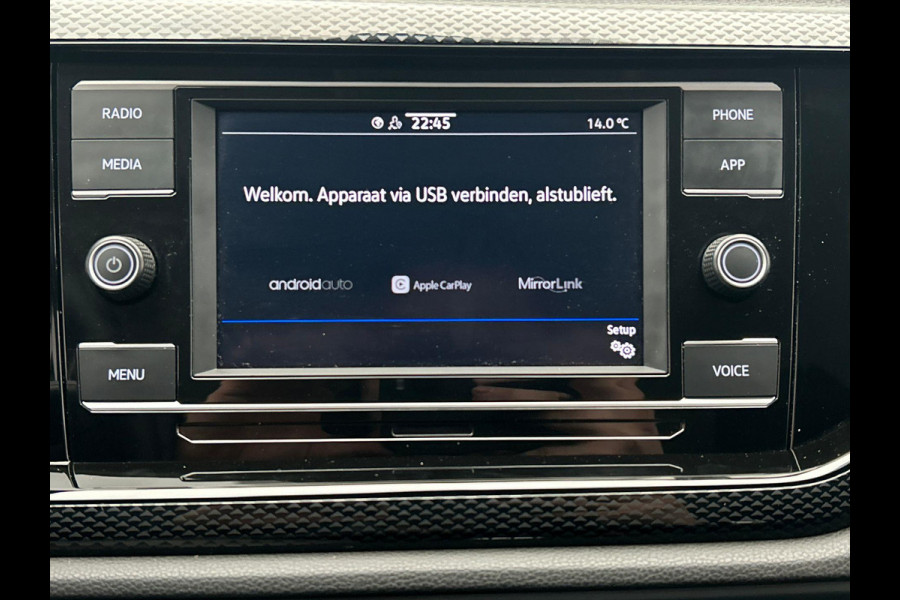 RADIO
MEDIA
MENU
22:45
14.0 °C
Welkom. Apparaat via USB verbinden, alstublieft.
androidauto
Apple CarPlay
MirrorLink
Setup
PHONE
APP
VOICE